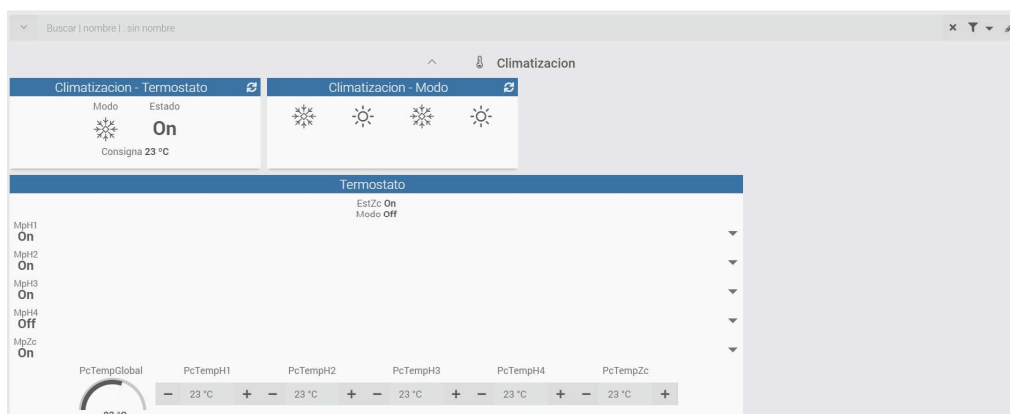 Buscar | nombre | : sin nombre
Climatizacion
Climatizacion - Termostato
Climatizacion - Modo
Modo Estado
On
Consigna 23 ºC
Termostato
EstZc On
Modo Off
MpH1
On
MpH2
On
MpH3
On
MpH4
Off
MpZc
On
PcTempGlobal PcTempH1 PcTempH2 PcTempH3 PcTempH4 PcTempZc
− 23 °C + − 23 °C + − 23 °C + − 23 °C + − 23 °C +